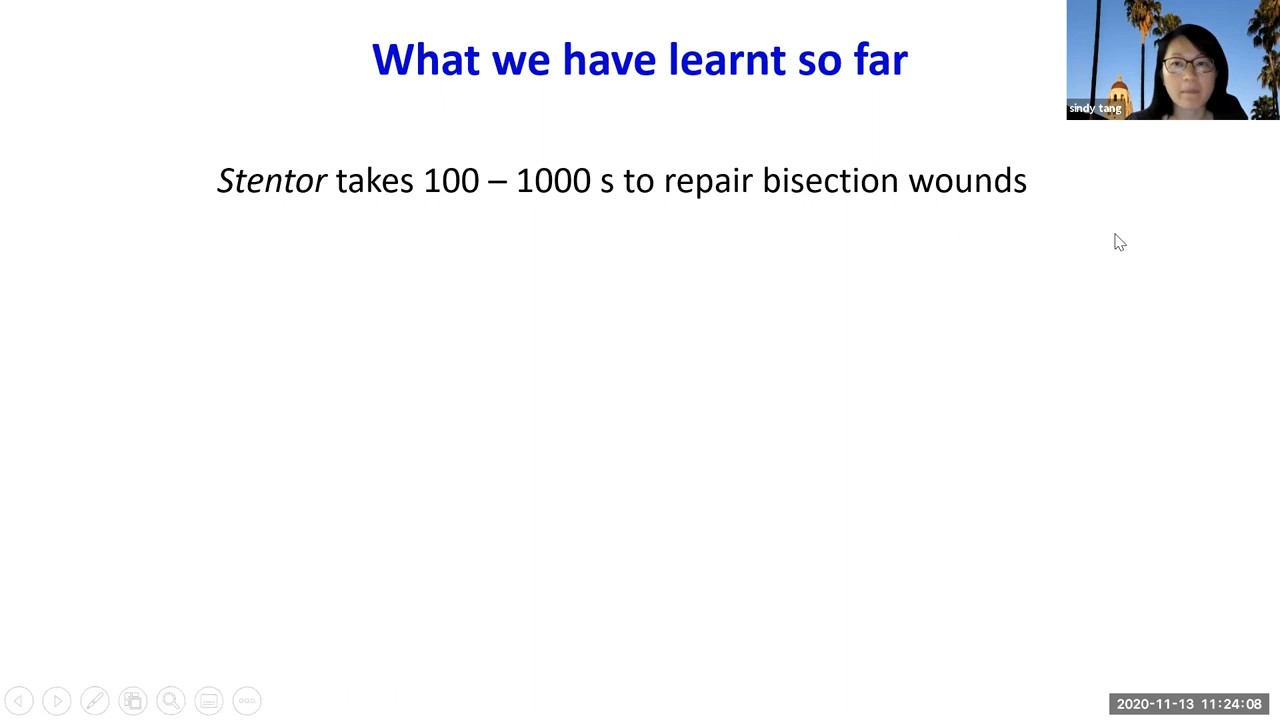 What we have learnt so far
sindy tang
Stentor takes 100 – 1000 s to repair bisection wounds
2020-11-13 11:24:08